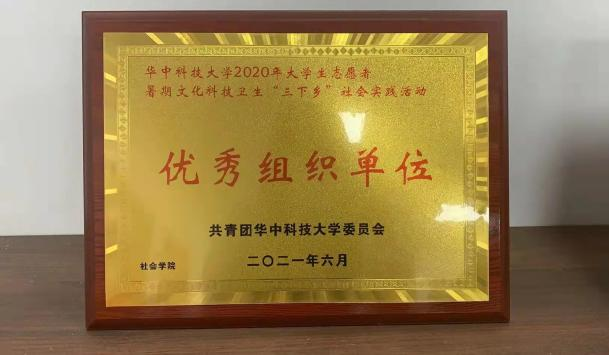 华中科技大学2020年大学生志愿者
暑期文化科技卫生“三下乡”社会实践活动
优秀组织单位
共青团华中科技大学委员会
社会学院
二〇二一年六月